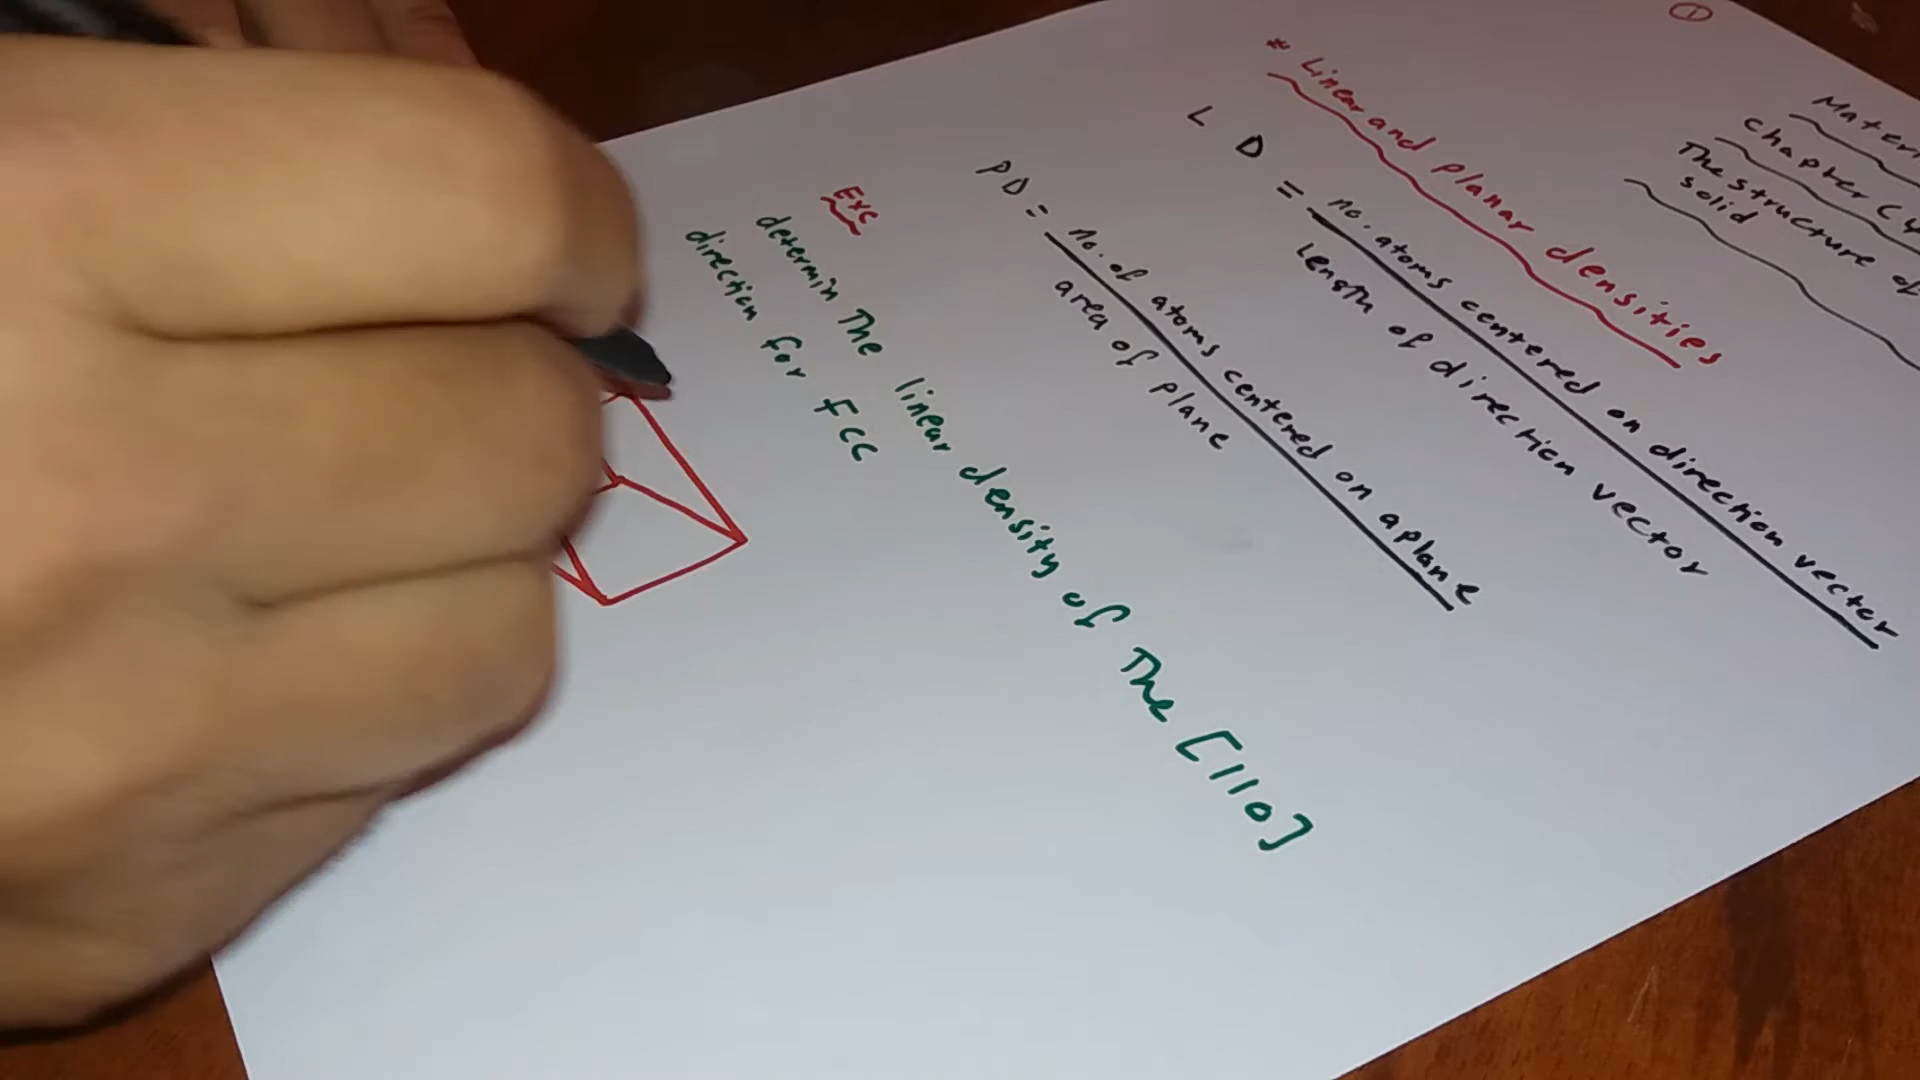 ①
Materi
chapter C4
The structure of
solid
* Linear and planar densities
L D = no. atoms centered on direction vector
Length of direction vector
PD = no. of atoms centered on a plane
area of plane
Exc
determin The linear density of The [110]
direction for FCC